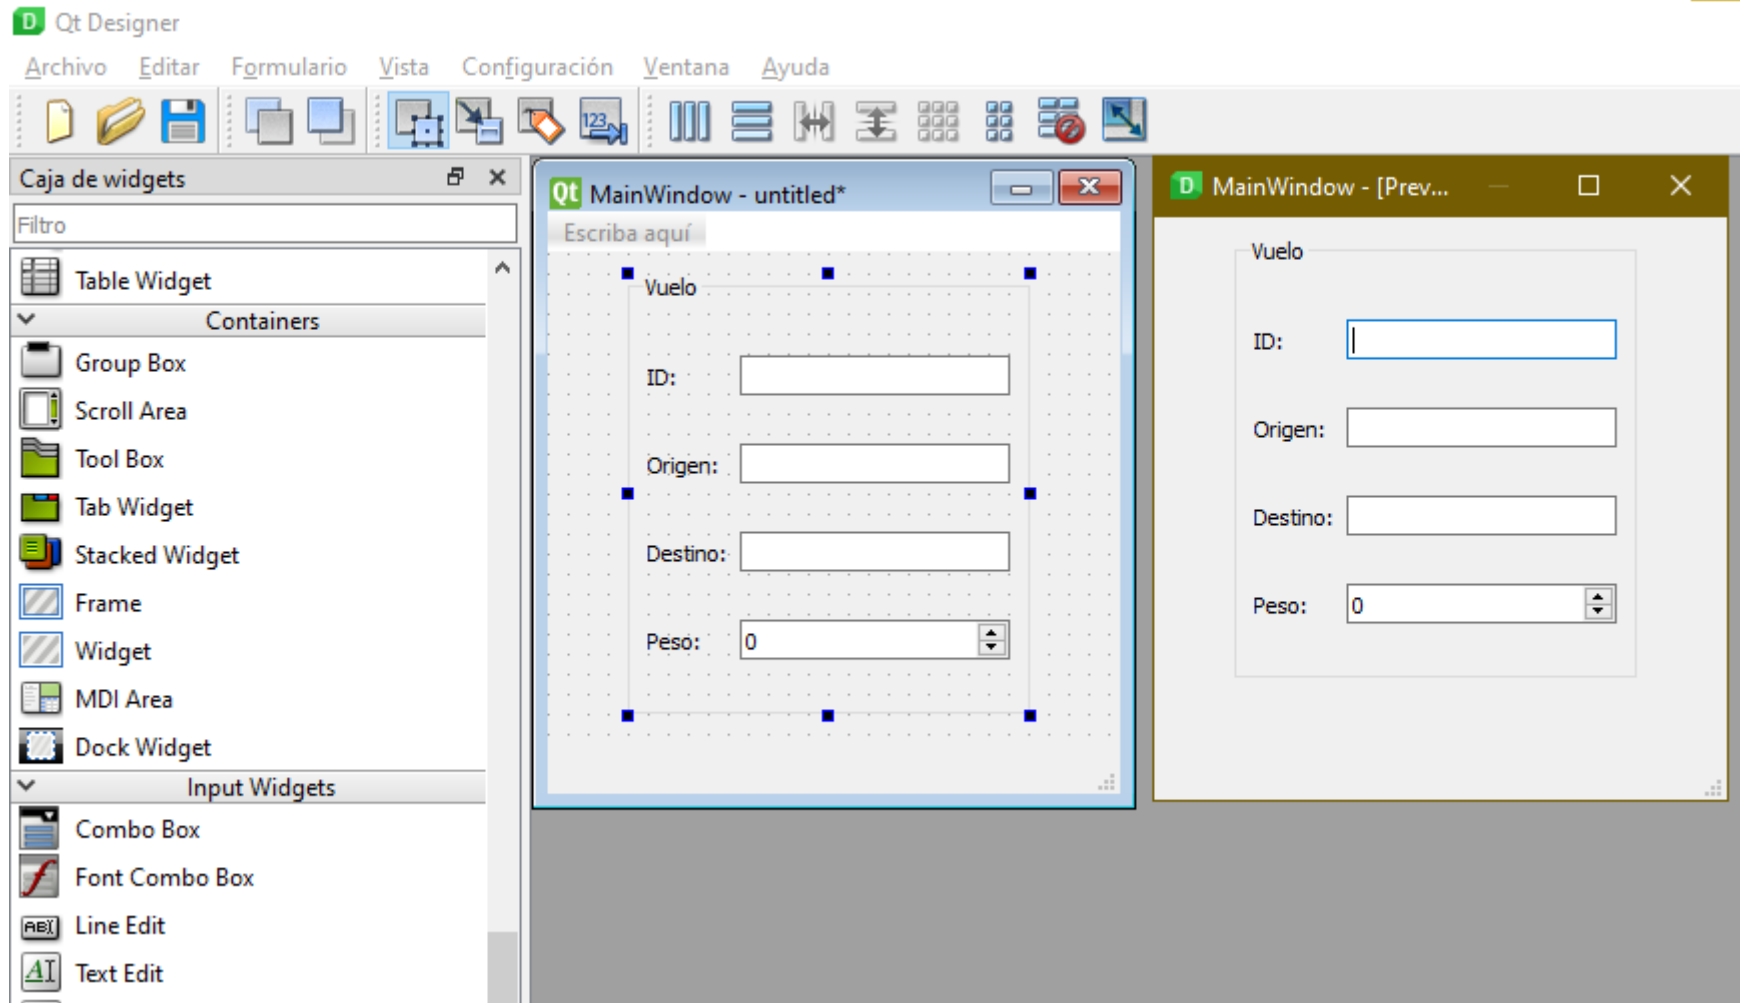 Qt Designer
Archivo Editar Formulario Vista Configuración Ventana Ayuda
123
Caja de widgets
Filtro
Table Widget
Containers
Group Box
Scroll Area
Tool Box
Tab Widget
Stacked Widget
Frame
Widget
MDI Area
Dock Widget
Input Widgets
Combo Box
Font Combo Box
Line Edit
Text Edit
Qt MainWindow - untitled*
Escriba aquí
Vuelo
ID:
Origen:
Destino:
Peso: 0
D MainWindow - [Prev...
Vuelo
ID:
Origen:
Destino:
Peso: 0